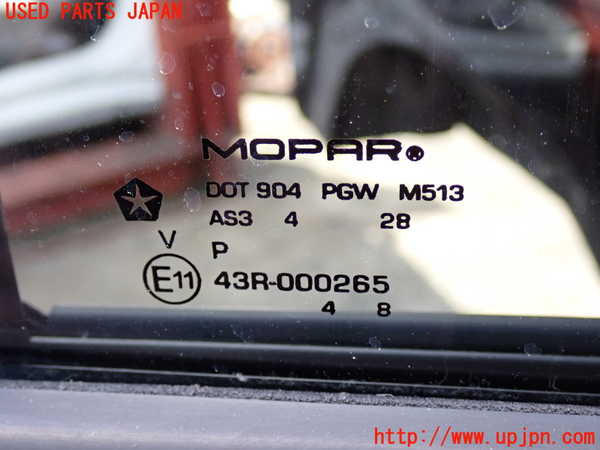 USED PARTS JAPAN
MOPAR
DOT 904 PGW M513
AS3 4 28
V P
E11 43R-000265
4 8
http://www.upjpn.com